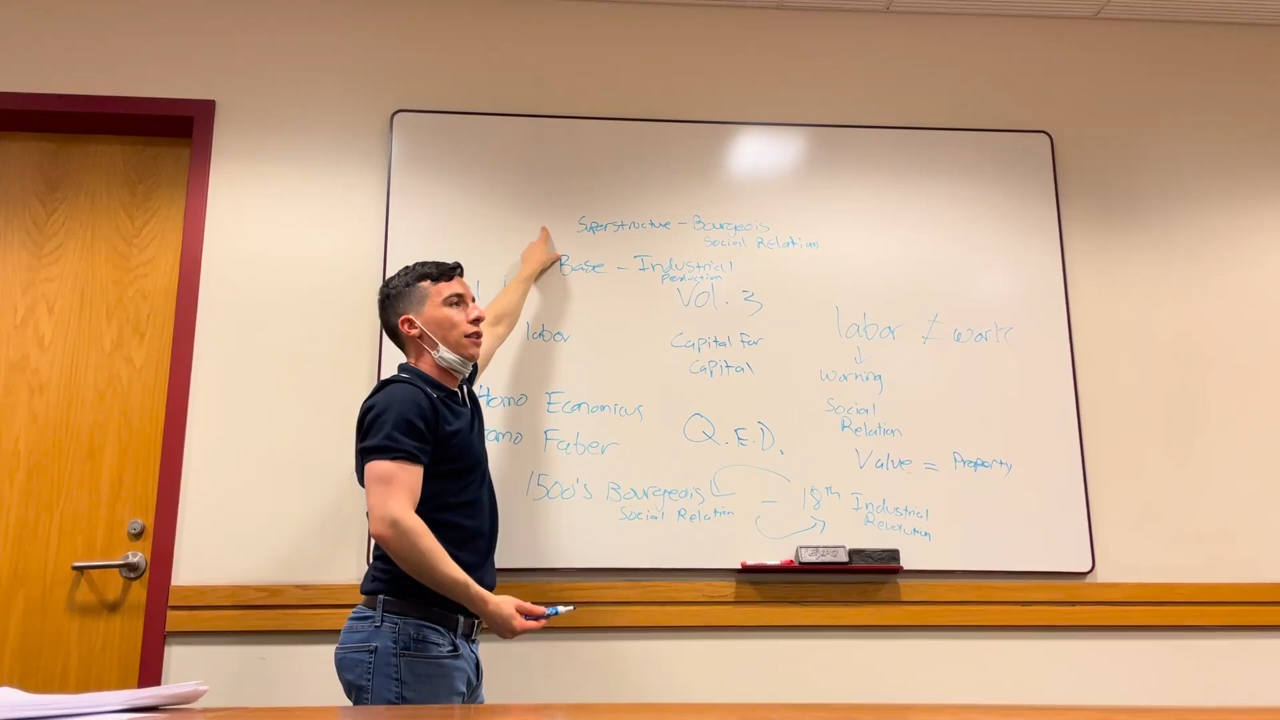 Superstructure - Bourgeois
Social Relations
Base - Industrial
Production
Vol. 3
labor
Capital for
Capital
labor ≠ work
↓
Working
Social
Relation
Homo Economicus
Homo Faber
Q.E.D.
Value = Property
1500's Bourgeois - 18th Industrial
Social Relation
Revolution